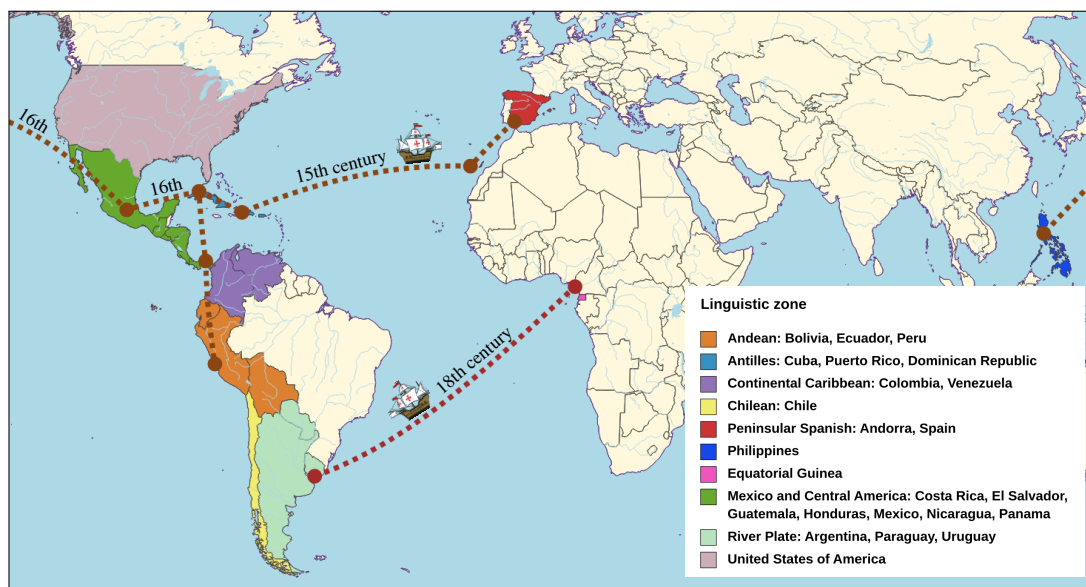 16th
16th
15th century
18th century
Linguistic zone
Andean: Bolivia, Ecuador, Peru
Antilles: Cuba, Puerto Rico, Dominican Republic
Continental Caribbean: Colombia, Venezuela
Chilean: Chile
Peninsular Spanish: Andorra, Spain
Philippines
Equatorial Guinea
Mexico and Central America: Costa Rica, El Salvador,
Guatemala, Honduras, Mexico, Nicaragua, Panama
River Plate: Argentina, Paraguay, Uruguay
United States of America